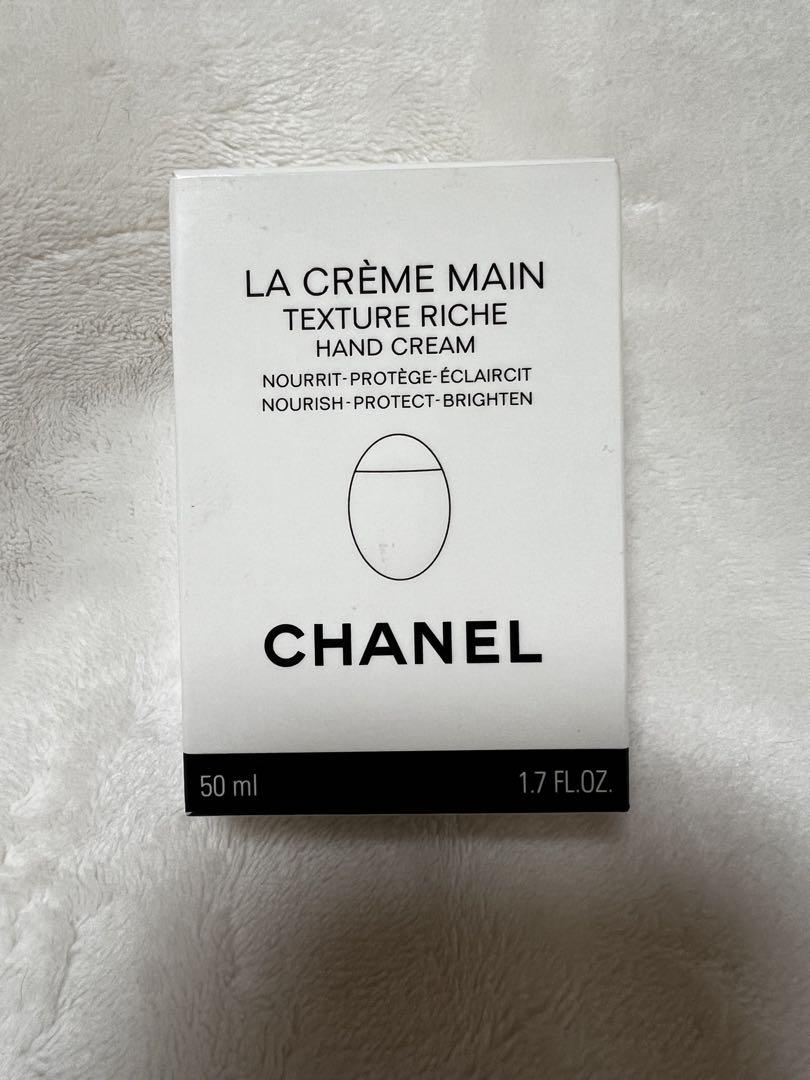 LA CRÈME MAIN
TEXTURE RICHE
HAND CREAM
NOURRIT-PROTÈGE-ÉCLAIRCIT
NOURISH-PROTECT-BRIGHTEN
CHANEL
50 ml 1.7 FL.OZ.